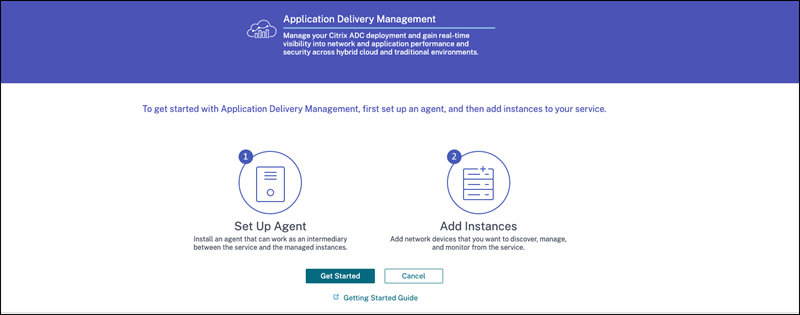 Application Delivery Management
Manage your Citrix ADC deployment and gain real-time
visibility into network and application performance and
security across hybrid cloud and traditional environments.
To get started with Application Delivery Management, first set up an agent, and then add instances to your service.
1
2
Set Up Agent
Install an agent that can work as an intermediary
between the service and the managed instances.
Add Instances
Add network devices that you want to discover, manage,
and monitor from the service.
Get Started
Cancel
Getting Started Guide